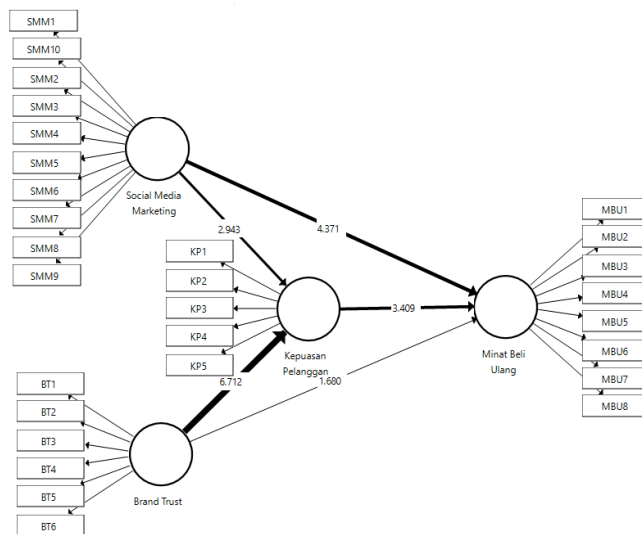 SMM1
SMM10
SMM2
SMM3
SMM4
SMM5
SMM6
SMM7
SMM8
SMM9
Social Media
Marketing
2.943
4.371
KP1
KP2
KP3
KP4
KP5
Kepuasan
Pelanggan
3.409
6.712
1.680
MBU1
MBU2
MBU3
MBU4
MBU5
MBU6
MBU7
MBU8
Minat Beli
Ulang
BT1
BT2
BT3
BT4
BT5
BT6
Brand Trust